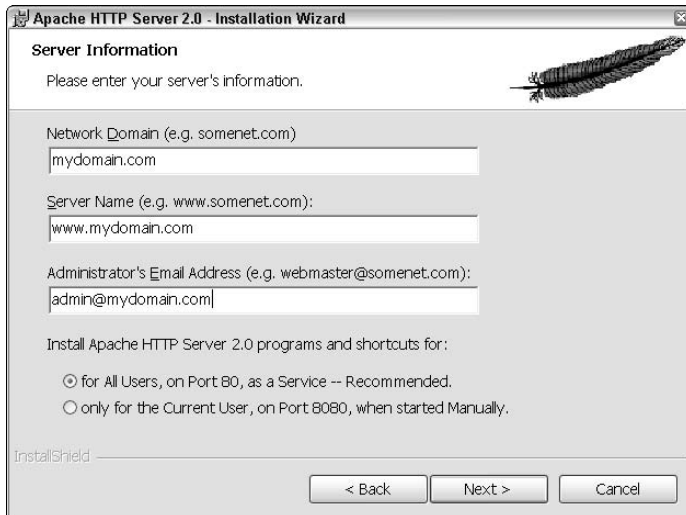 Apache HTTP Server 2.0 - Installation Wizard
Server Information
Please enter your server's information.
Network Domain (e.g. somenet.com)
mydomain.com
Server Name (e.g. www.somenet.com):
www.mydomain.com
Administrator's Email Address (e.g. webmaster@somenet.com):
admin@mydomain.com
Install Apache HTTP Server 2.0 programs and shortcuts for:
for All Users, on Port 80, as a Service -- Recommended.
only for the Current User, on Port 8080, when started Manually.
InstallShield
< Back Next > Cancel